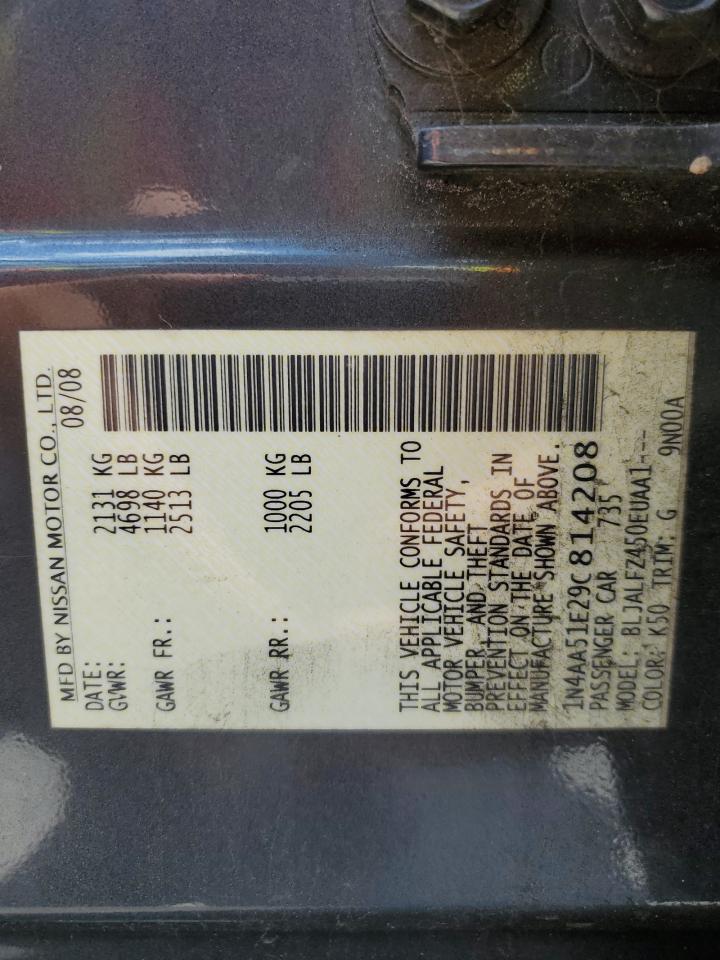 MFD BY NISSAN MOTOR CO., LTD.
DATE: 08/08
GVWR: 2131 KG
4698 LB
GAWR FR.: 1140 KG
2513 LB
GAWR RR.: 1000 KG
2205 LB
THIS VEHICLE CONFORMS TO
ALL APPLICABLE FEDERAL
MOTOR VEHICLE SAFETY,
BUMPER AND THEFT
PREVENTION STANDARDS IN
EFFECT ON THE DATE OF
MANUFACTURE SHOWN ABOVE.
1N4AA51E29C814208
PASSENGER CAR 735
MODEL: BLJALFZ450EUAA1---
COLOR: K50 TRIM: G 9N00A